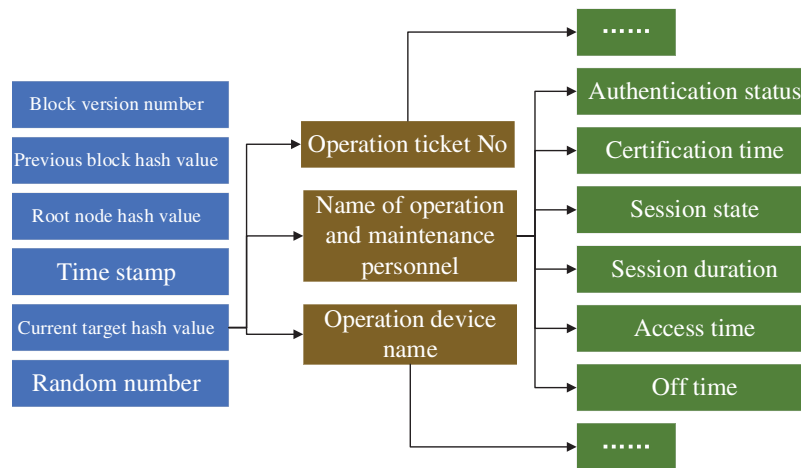 Block version number
Previous block hash value
Root node hash value
Time stamp
Current target hash value
Random number
Operation ticket No
Name of operation
and maintenance
personnel
Operation device
name
······
Authentication status
Certification time
Session state
Session duration
Access time
Off time
······